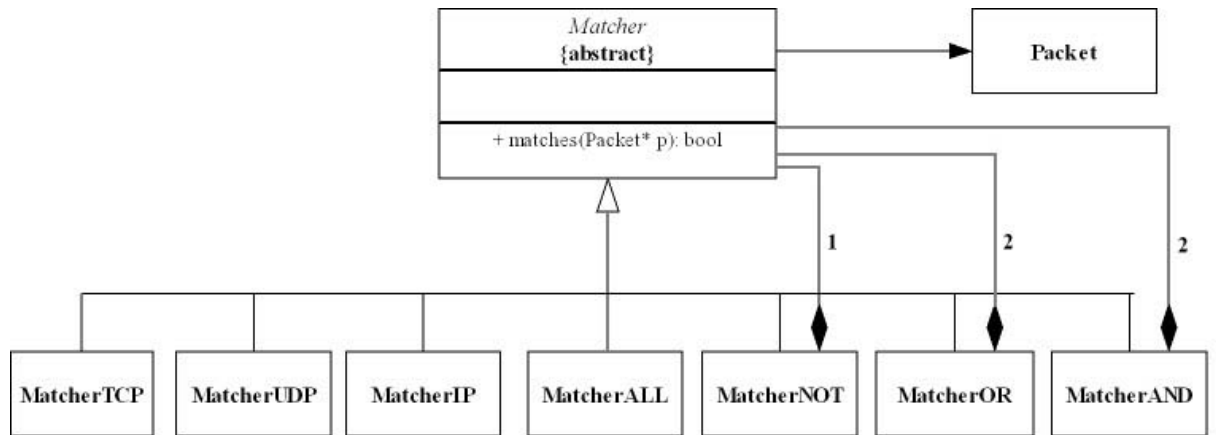 Matcher
{abstract}
Packet
+ matches(Packet* p): bool
1
2
2
MatcherTCP
MatcherUDP
MatcherIP
MatcherALL
MatcherNOT
MatcherOR
MatcherAND